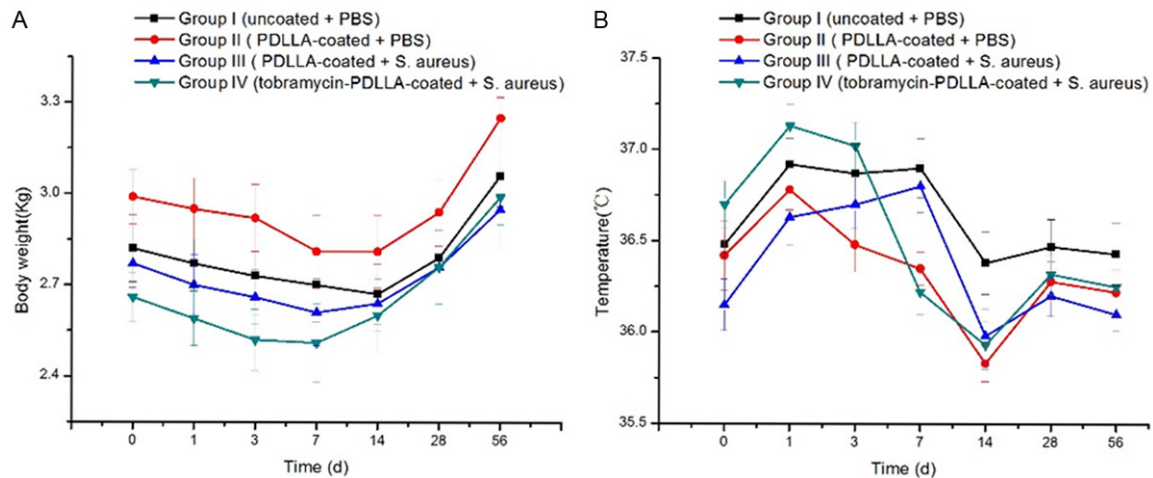 A
Group I (uncoated + PBS)
Group II ( PDLLA-coated + PBS)
Group III ( PDLLA-coated + S. aureus)
Group IV (tobramycin-PDLLA-coated + S. aureus)
3.3
3.0
2.7
2.4
Body weight(Kg)
0 1 3 7 14 28 56
Time (d)
B
Group I (uncoated + PBS)
Group II ( PDLLA-coated + PBS)
Group III ( PDLLA-coated + S. aureus)
Group IV (tobramycin-PDLLA-coated + S. aureus)
37.5
37.0
36.5
36.0
35.5
Temperature(℃)
0 1 3 7 14 28 56
Time (d)